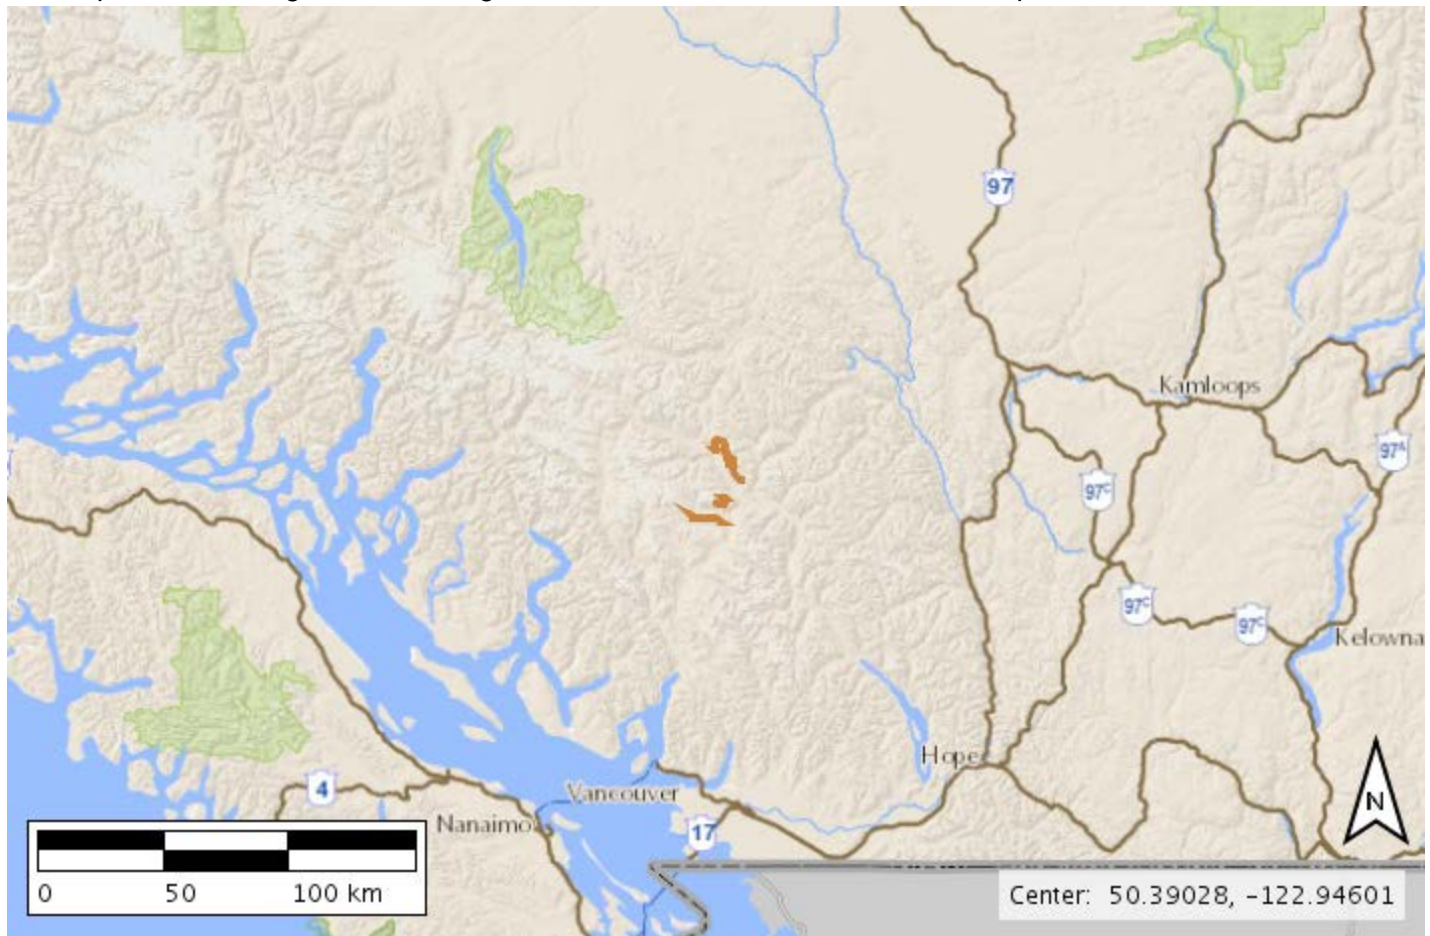 97
Kamloops
97A
97C
97C
97C
Kelowna
Hope
4
Vancouver
Nanaimo
17
N
0 50 100 km
Center: 50.39028, -122.94601